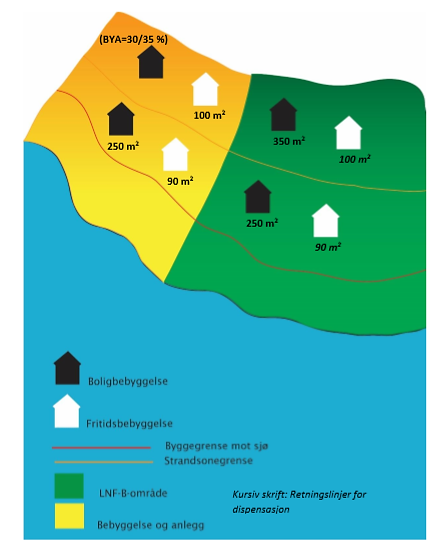 (BYA=30/35 %)
100 m²
250 m²
90 m²
350 m²
100 m²
250 m²
90 m²
Boligbebyggelse
Fritidsbebyggelse
Byggegrense mot sjø
Strandsonegrense
LNF-B-område
Bebyggelse og anlegg
Kursiv skrift: Retningslinjer for
dispensasjon